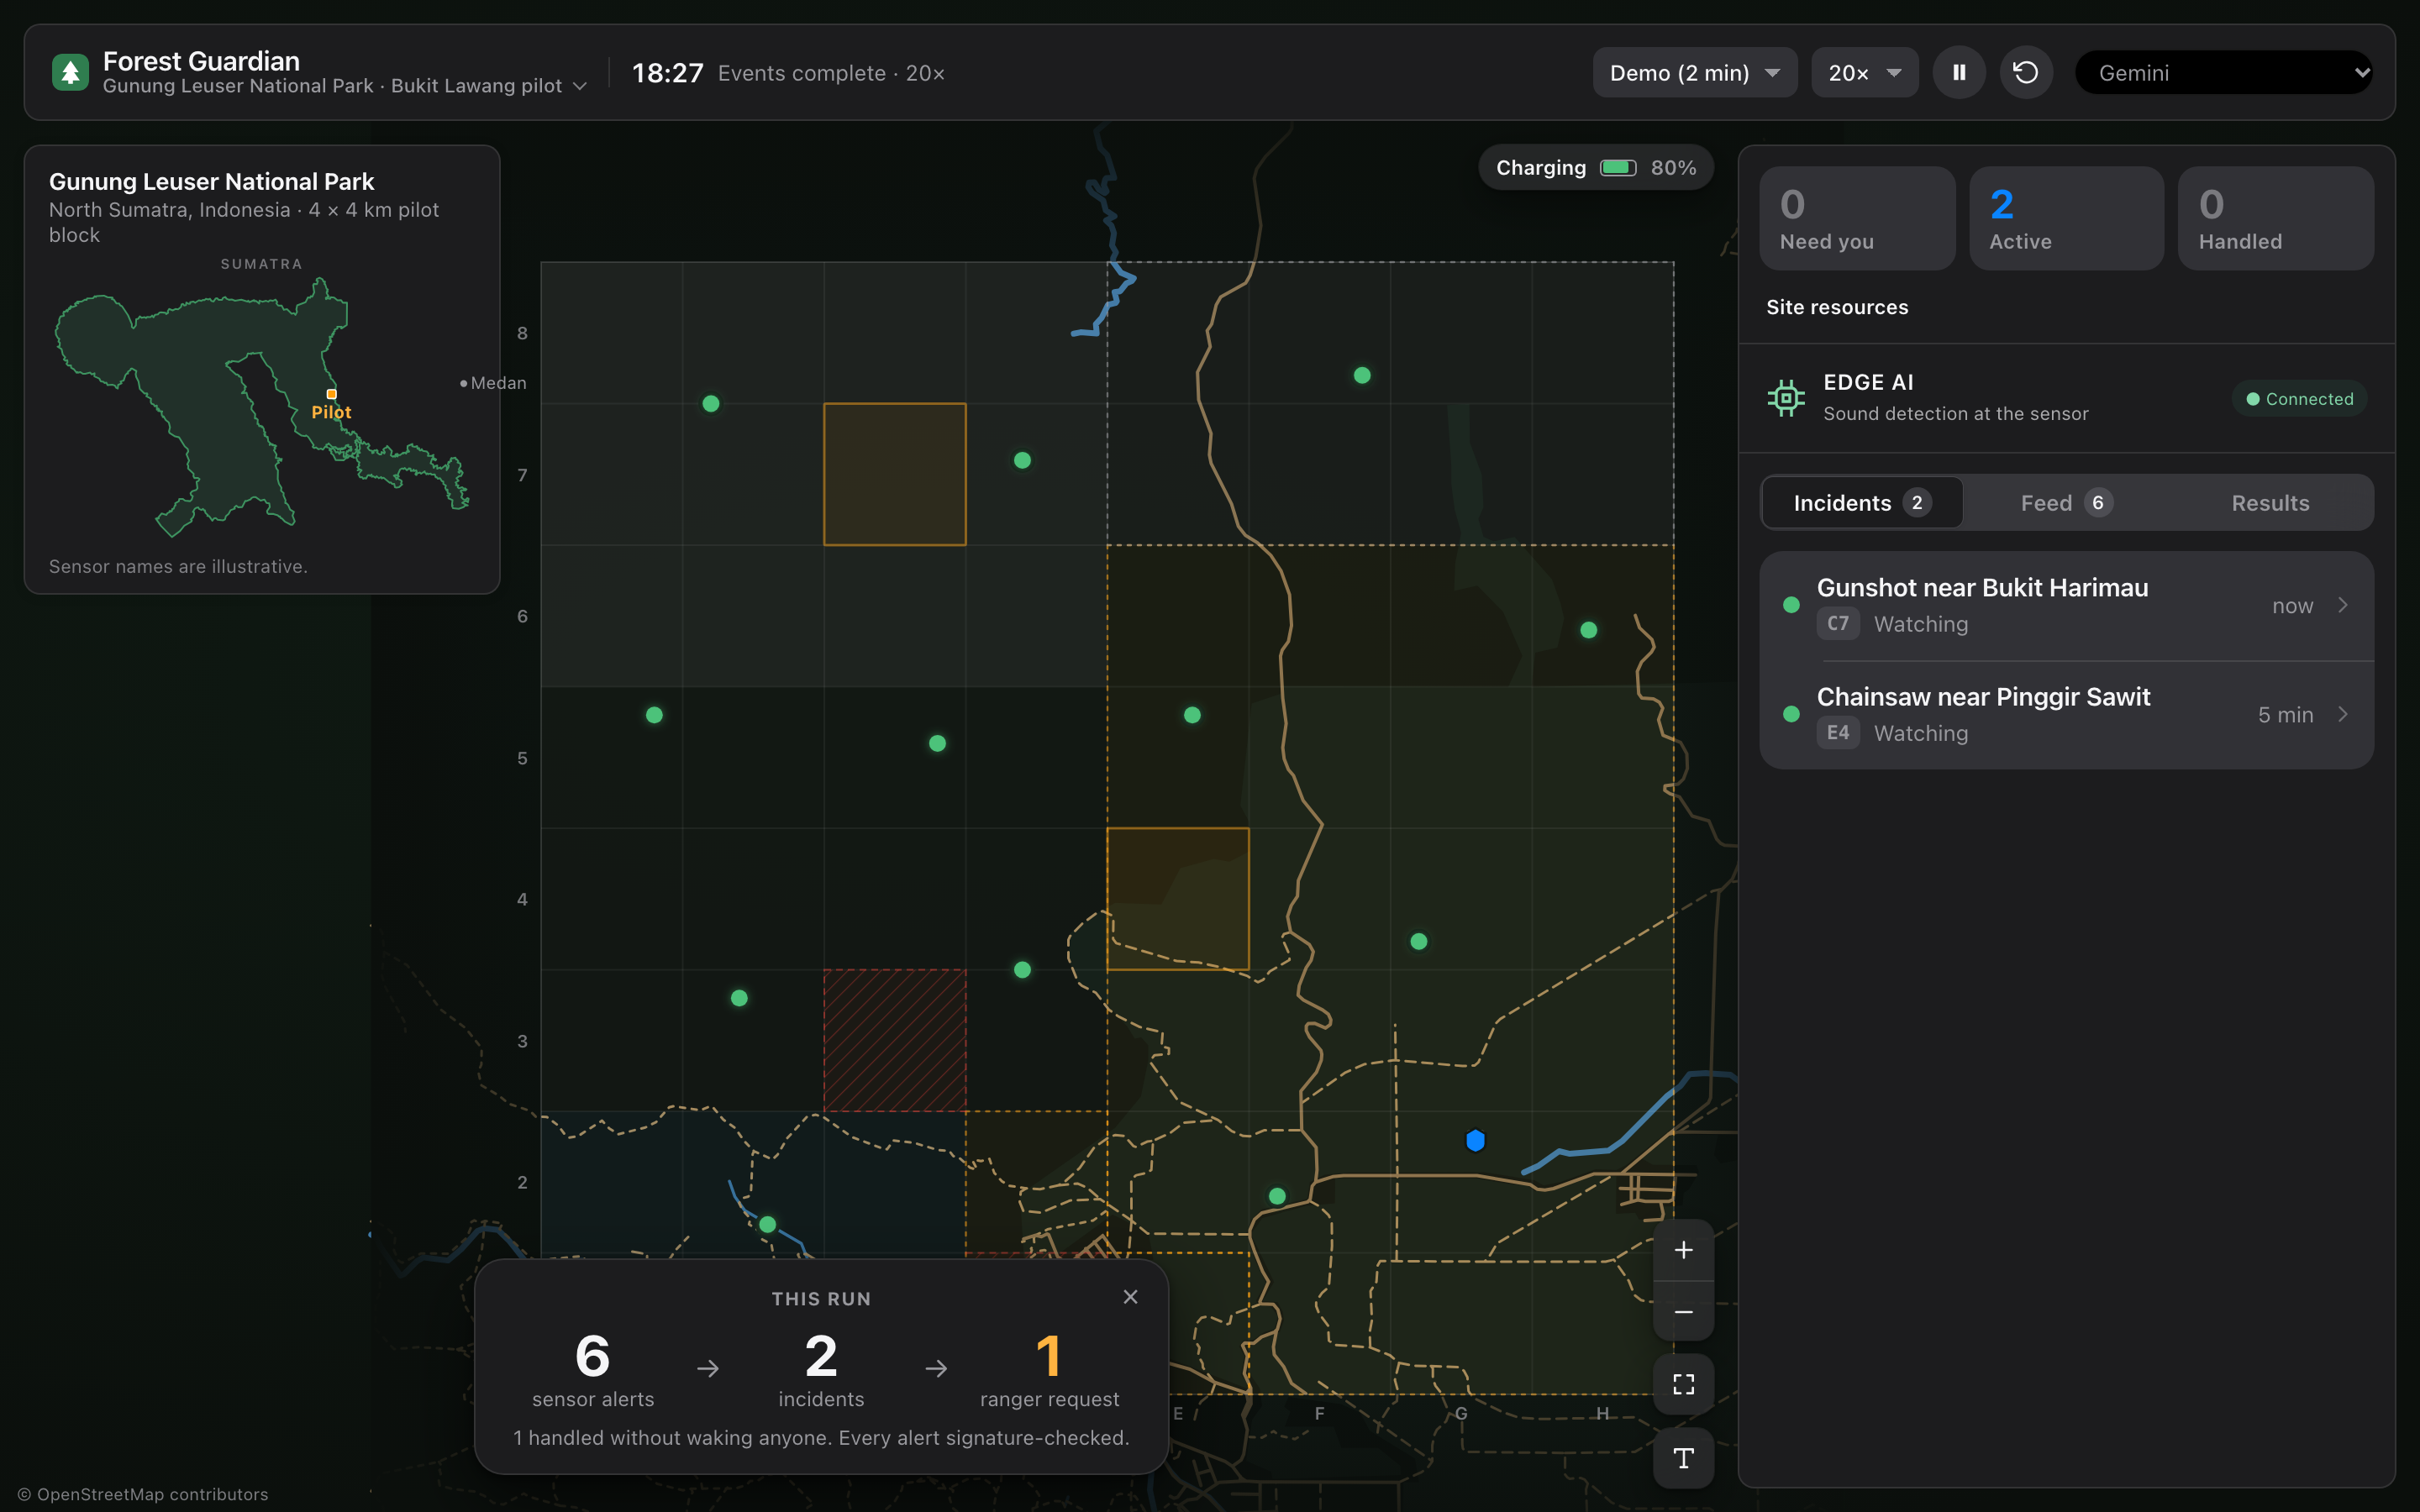 Forest Guardian
Gunung Leuser National Park · Bukit Lawang pilot
18:27 Events complete · 20×
Demo (2 min)
20×
Gemini
Gunung Leuser National Park
North Sumatra, Indonesia · 4 × 4 km pilot
block
SUMATRA
Medan
Pilot
Sensor names are illustrative.
Charging 80%
8
7
6
5
4
3
2
E
F
G
H
0
Need you
2
Active
0
Handled
Site resources
EDGE AI
Sound detection at the sensor
Connected
Incidents 2
Feed 6
Results
Gunshot near Bukit Harimau
C7 Watching
now
Chainsaw near Pinggir Sawit
E4 Watching
5 min
THIS RUN
6 → 2 → 1
sensor alerts incidents ranger request
1 handled without waking anyone. Every alert signature-checked.
+
−
T
© OpenStreetMap contributors